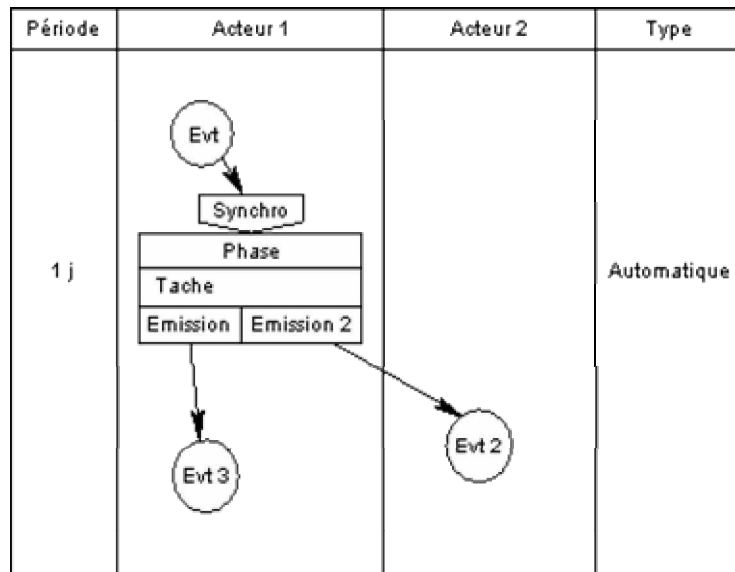 Période Acteur 1 Acteur 2 Type
Evt
Synchro
Phase
1 j
Automatique
Tache
Emission Emission 2
Evt 3
Evt 2